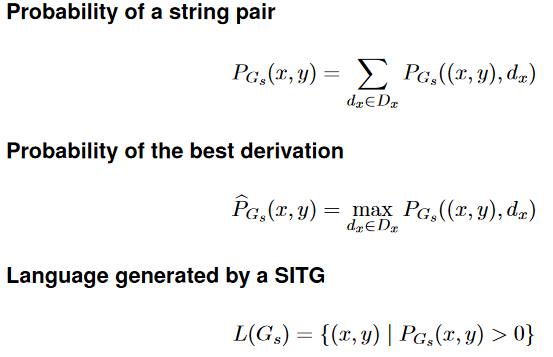 Probability of a string pair
P_{G_s}(x, y) = \sum_{d_x \in D_x} P_{G_s}((x, y), d_x)
Probability of the best derivation
\widehat{P}_{G_s}(x, y) = \max_{d_x \in D_x} P_{G_s}((x, y), d_x)
Language generated by a SITG
L(G_s) = \{(x, y) \mid P_{G_s}(x, y) > 0\}